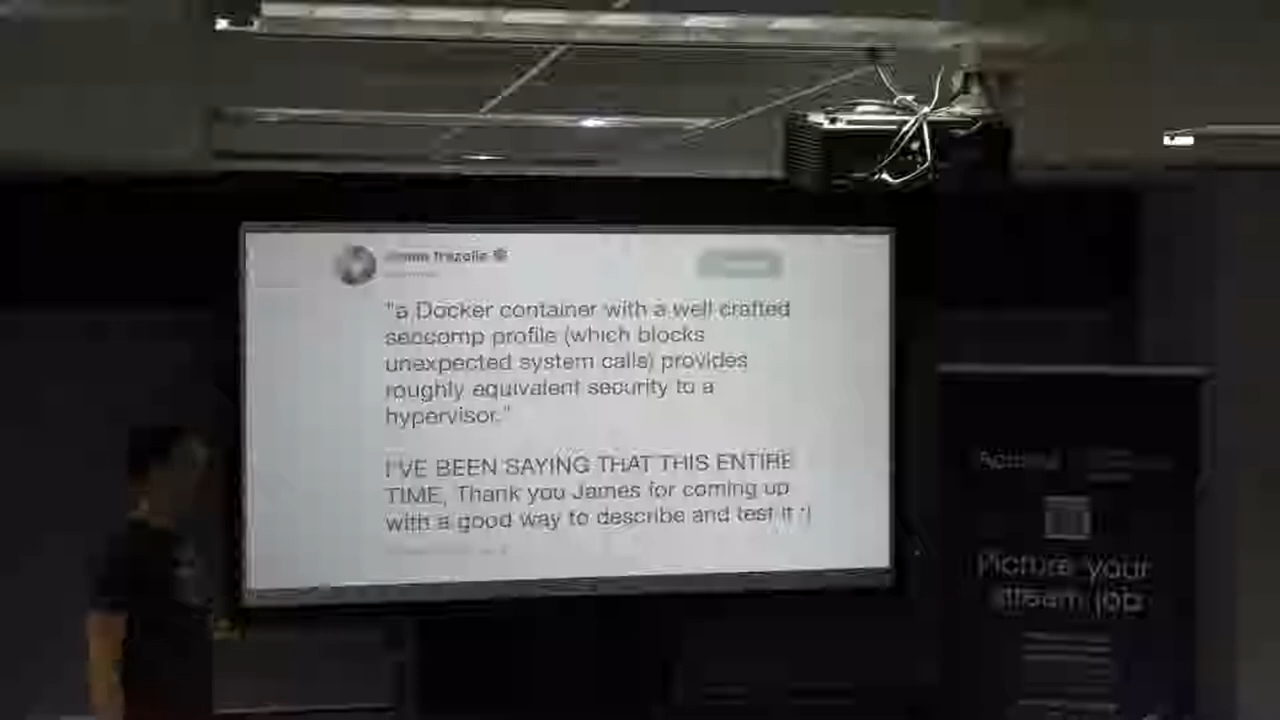 "a Docker container with a well crafted
seccomp profile (which blocks
unexpected system calls) provides
roughly equivalent security to a
hypervisor."
I'VE BEEN SAYING THAT THIS ENTIRE
TIME, Thank you James for coming up
with a good way to describe and test it :)
Picture your
dream job